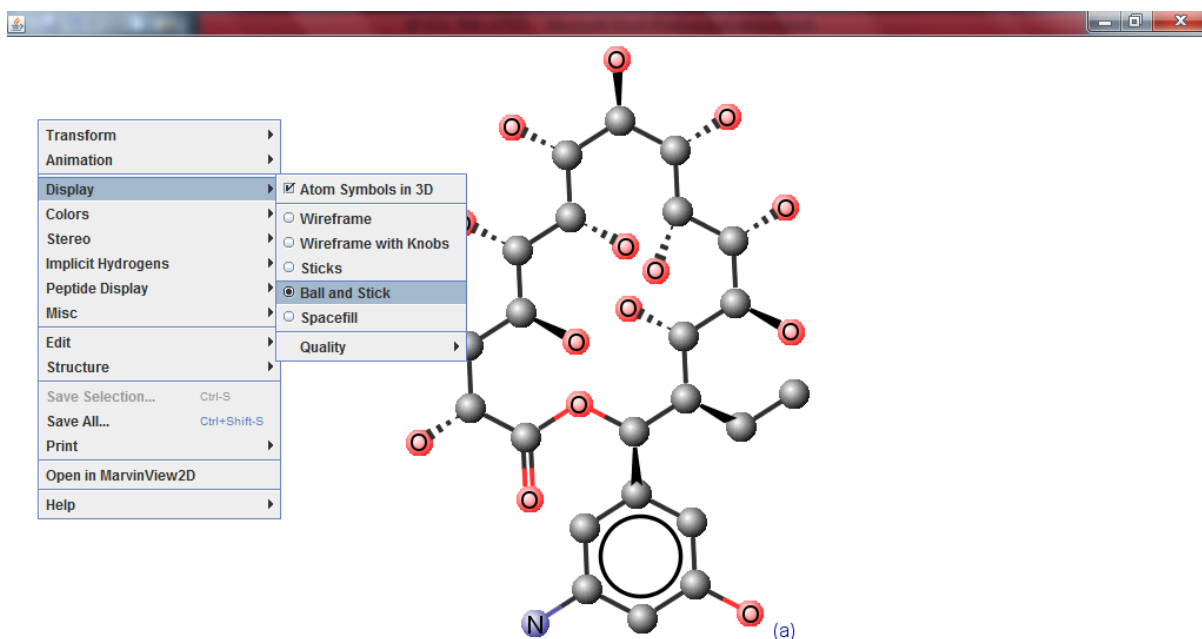 O
O
O
O
O
Transform
Animation
Display
Colors
Stereo
Implicit Hydrogens
Peptide Display
Misc
Edit
Structure
Save Selection... Ctrl-S
Save All... Ctrl+Shift-S
Print
Open in MarvinView2D
Help
Atom Symbols in 3D
Wireframe
Wireframe with Knobs
Sticks
Ball and Stick
Spacefill
Quality
O
O
O
O
O
O
O
O
N
O
(a)